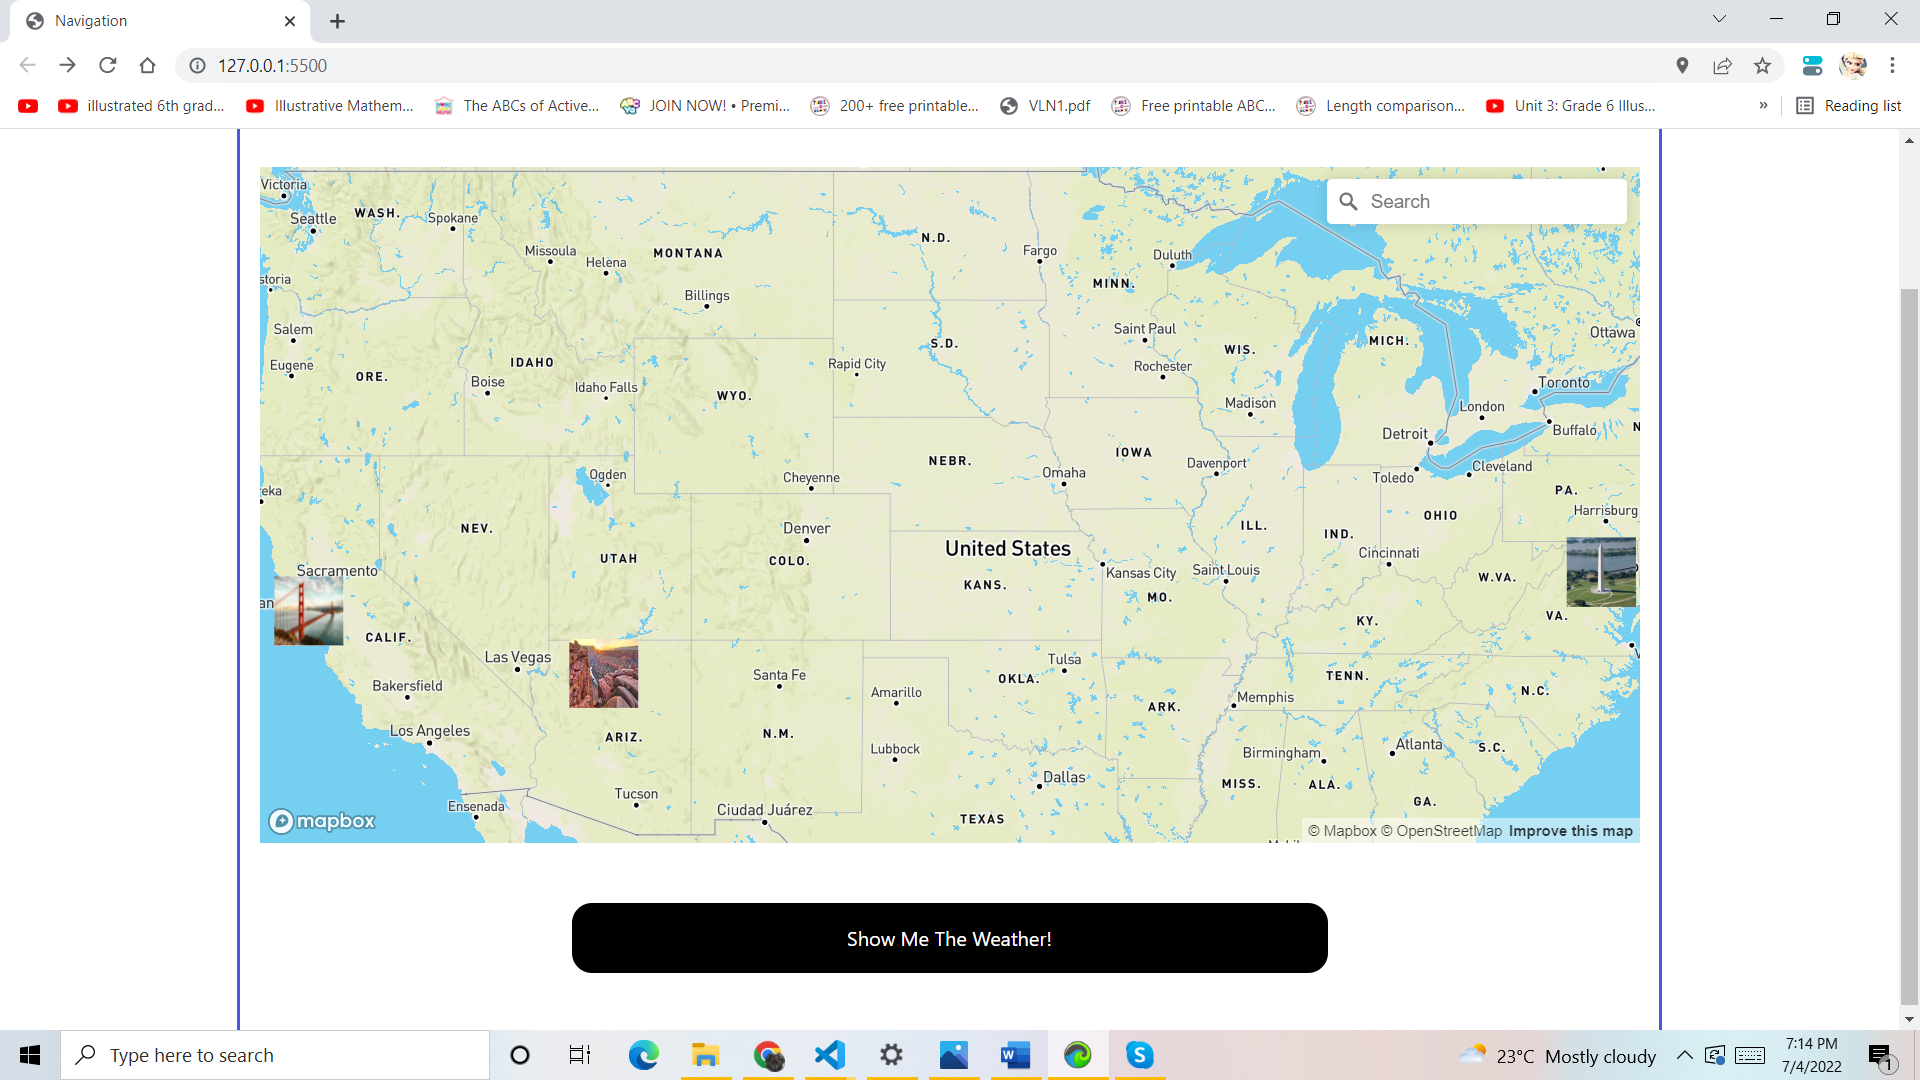 Navigation
127.0.0.1:5500
illustrated 6th grad...
Illustrative Mathem...
The ABCs of Active...
JOIN NOW! • Premi...
200+ free printable...
VLN1.pdf
Free printable ABC...
Length comparison...
Unit 3: Grade 6 Illus...
»
Reading list
Search
Victoria
Seattle
WASH.
Spokane
Missoula
Helena
MONTANA
N.D.
Fargo
Duluth
storia
Billings
MINN.
Salem
Eugene
ORE.
IDAHO
Boise
Idaho Falls
WYO.
Rapid City
S.D.
Saint Paul
Rochester
WIS.
Madison
MICH.
Ottawa
Toronto
London
Detroit
Buffalo
N
eka
NEV.
Ogden
UTAH
Cheyenne
Denver
COLO.
NEBR.
Omaha
IOWA
Davenport
Toledo
Cleveland
PA.
Harrisburg
OHIO
ILL.
IND.
Cincinnati
United States
KANS.
Kansas City
Saint Louis
MO.
W.VA.
VA.
KY.
Sacramento
an
CALIF.
Las Vegas
Bakersfield
Los Angeles
Santa Fe
Amarillo
OKLA.
Tulsa
TENN.
N.C.
ARK.
Memphis
ARIZ.
N.M.
Lubbock
Birmingham
Atlanta
S.C.
Tucson
Ensenada
Ciudad Juárez
Dallas
TEXAS
MISS.
ALA.
GA.
mapbox
© Mapbox © OpenStreetMap Improve this map
Show Me The Weather!
Type here to search
23°C Mostly cloudy
7:14 PM
7/4/2022
1